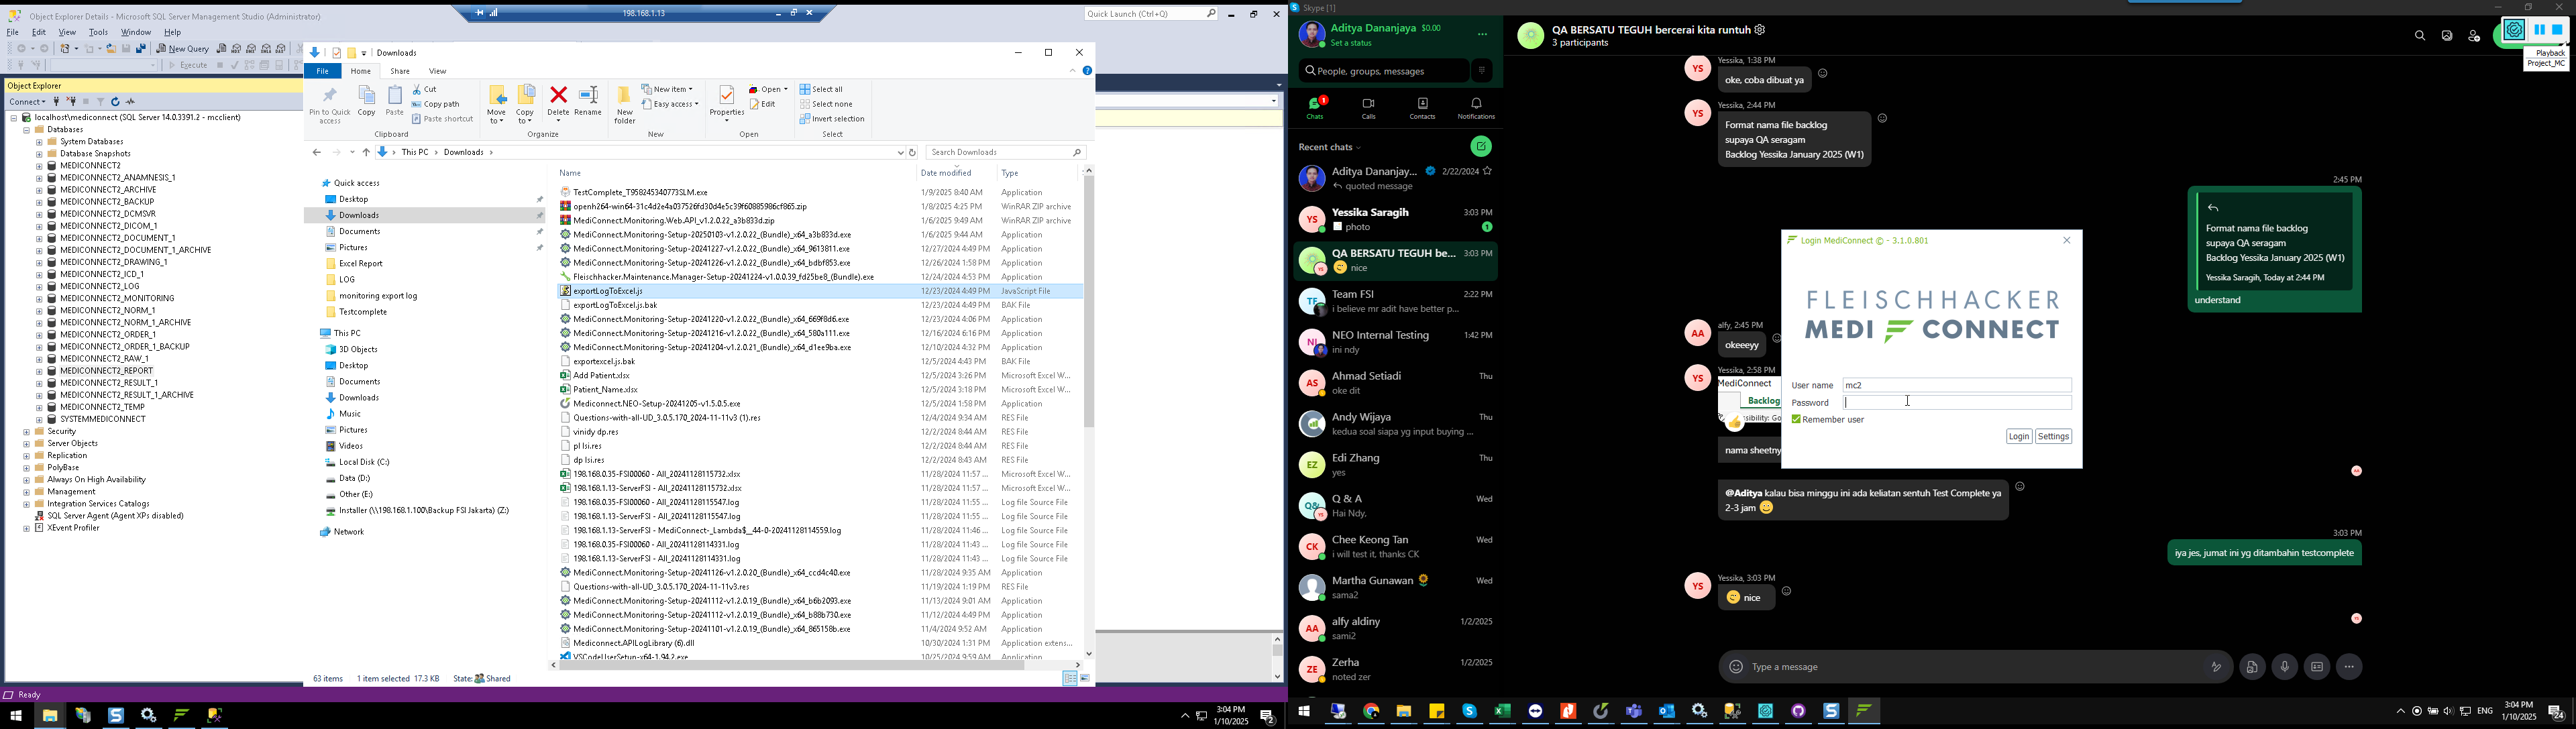 Object Explorer Details - Microsoft SQL Server Management Studio (Administrator)
198.168.1.13
Quick Launch (Ctrl+Q)
File Edit View Tools Window Help
New Query
Execute
Object Explorer
Connect
localhost\mediconnect (SQL Server 14.0.3391.2 - mcclient)
Databases
System Databases
Database Snapshots
MEDICONNECT2
MEDICONNECT2_ANAMNESIS_1
MEDICONNECT2_ARCHIVE
MEDICONNECT2_BACKUP
MEDICONNECT2_DCMSVR
MEDICONNECT2_DICOM_1
MEDICONNECT2_DOCUMENT_1
MEDICONNECT2_DOCUMENT_1_ARCHIVE
MEDICONNECT2_DRAWING_1
MEDICONNECT2_ICD_1
MEDICONNECT2_LOG
MEDICONNECT2_MONITORING
MEDICONNECT2_NORM_1
MEDICONNECT2_NORM_1_ARCHIVE
MEDICONNECT2_ORDER_1
MEDICONNECT2_ORDER_1_BACKUP
MEDICONNECT2_RAW_1
MEDICONNECT2_REPORT
MEDICONNECT2_RESULT_1
MEDICONNECT2_RESULT_1_ARCHIVE
MEDICONNECT2_TEMP
SYSTEMMEDICONNECT
Security
Server Objects
Replication
PolyBase
Always On High Availability
Management
Integration Services Catalogs
SQL Server Agent (Agent XPs disabled)
XEvent Profiler
Ready
Downloads
File Home Share View
Pin to Quick access
Copy
Paste
Cut
Copy path
Paste shortcut
Clipboard
Move to
Copy to
Delete
Rename
Organize
New folder
New item
Easy access
New
Properties
Open
Edit
Open
Select all
Select none
Invert selection
Select
This PC > Downloads >
Search Downloads
Quick access
Desktop
Downloads
Documents
Pictures
Excel Report
LOG
monitoring export log
Testcomplete
This PC
3D Objects
Desktop
Documents
Downloads
Music
Pictures
Videos
Local Disk (C:)
Data (D:)
Other (E:)
Installer (\\198.168.1.100\Backup FSI Jakarta) (Z:)
Network
Name Date modified Type
TestComplete_T958245340773SLM.exe 1/9/2025 8:40 AM Application
openh264-win64-31c4d2e4a037526fd30d4e5c39f60885986cf865.zip 1/8/2025 4:25 PM WinRAR ZIP archive
MediConnect.Monitoring.Web.API_v1.2.0.22_a3b833d.zip 1/6/2025 9:49 AM WinRAR ZIP archive
MediConnect.Monitoring-Setup-20250103-v1.2.0.22_(Bundle)_x64_a3b833d.exe 1/6/2025 9:44 AM Application
MediConnect.Monitoring-Setup-20241227-v1.2.0.22_(Bundle)_x64_9613811.exe 12/27/2024 4:49 PM Application
MediConnect.Monitoring-Setup-20241226-v1.2.0.22_(Bundle)_x64_bdbf853.exe 12/26/2024 1:58 PM Application
Fleischhacker.Maintenance.Manager-Setup-20241224-v1.0.0.39_fd25be8_(Bundle).exe 12/24/2024 4:53 PM Application
exportLogToExcel.js 12/23/2024 4:49 PM JavaScript File
exportLogToExcel.js.bak 12/23/2024 4:49 PM BAK File
MediConnect.Monitoring-Setup-20241220-v1.2.0.22_(Bundle)_x64_669f8d6.exe 12/23/2024 4:06 PM Application
MediConnect.Monitoring-Setup-20241216-v1.2.0.22_(Bundle)_x64_580a111.exe 12/16/2024 6:16 PM Application
MediConnect.Monitoring-Setup-20241204-v1.2.0.21_(Bundle)_x64_d1ee9ba.exe 12/10/2024 4:32 PM Application
exportexcel.js.bak 12/5/2024 4:43 PM BAK File
Add Patient.xlsx 12/5/2024 3:26 PM Microsoft Excel W...
Patient_Name.xlsx 12/5/2024 3:18 PM Microsoft Excel W...
Mediconnect.NEO-Setup-20241205-v1.5.0.5.exe 12/5/2024 1:58 PM Application
Questions-with-all-UD_3.0.5.170_2024-11-11v3 (1).res 12/4/2024 9:34 AM RES File
vinidy dp.res 12/2/2024 8:44 AM RES File
pl lsi.res 12/2/2024 8:44 AM RES File
dp lsi.res 12/2/2024 8:43 AM RES File
198.168.0.35-FSI00060 - All_20241128115732.xlsx 11/28/2024 11:57 ... Microsoft Excel W...
198.168.1.13-ServerFSI - All_20241128115732.xlsx 11/28/2024 11:57 ... Microsoft Excel W...
198.168.0.35-FSI00060 - All_20241128115547.log 11/28/2024 11:55 ... Log file Source File
198.168.1.13-ServerFSI - All_20241128115547.log 11/28/2024 11:55 ... Log file Source File
198.168.1.13-ServerFSI - MediConnect-_Lambda$__44-0-20241128114559.log 11/28/2024 11:46 ... Log file Source File
198.168.0.35-FSI00060 - All_20241128114331.log 11/28/2024 11:43 ... Log file Source File
198.168.1.13-ServerFSI - All_20241128114331.log 11/28/2024 11:43 ... Log file Source File
MediConnect.Monitoring-Setup-20241126-v1.2.0.20_(Bundle)_x64_ccd4c40.exe 11/28/2024 9:35 AM Application
Questions-with-all-UD_3.0.5.170_2024-11-11v3.res 11/19/2024 1:19 PM RES File
MediConnect.Monitoring-Setup-20241112-v1.2.0.19_(Bundle)_x64_b6b2093.exe 11/13/2024 9:01 AM Application
MediConnect.Monitoring-Setup-20241112-v1.2.0.19_(Bundle)_x64_b88b730.exe 11/12/2024 4:49 PM Application
MediConnect.Monitoring-Setup-20241101-v1.2.0.19_(Bundle)_x64_865158b.exe 11/4/2024 9:52 AM Application
Mediconnect.APILogLibrary (6).dll 10/30/2024 1:31 PM Application extens...
VSCodeUserSetup-x64-1.94.2.exe 10/25/2024 9:59 AM Application
63 items 1 item selected 17.3 KB State: Shared
3:04 PM
1/10/2025
2
Skype [1]
Aditya Dananjaya $0.00
Set a status
People, groups, messages
1
Chats Calls Contacts Notifications
Recent chats
Aditya Dananjay... 2/22/2024
quoted message
Yessika Saragih 3:03 PM
photo 1
QA BERSATU TEGUH be... 3:03 PM
nice
Team FSI 2:22 PM
i believe mr adit have better p...
NEO Internal Testing 1:42 PM
ini ndy
Ahmad Setiadi Thu
oke dit
Andy Wijaya Thu
kedua soal siapa yg input buying ...
Edi Zhang Thu
yes
Q & A Wed
Hai Ndy,
Chee Keong Tan Wed
i will test it, thanks CK
Martha Gunawan Wed
sama2
alfy aldiny 1/2/2025
sami2
Zerha 1/2/2025
noted zer
QA BERSATU TEGUH bercerai kita runtuh
3 participants
Playback
Project_MC
Yessika, 1:38 PM
oke, coba dibuat ya
Yessika, 2:44 PM
Format nama file backlog
supaya QA seragam
Backlog Yessika January 2025 (W1)
2:45 PM
Format nama file backlog
supaya QA seragam
Backlog Yessika January 2025 (W1)
Yessika Saragih, Today at 2:44 PM
understand
alfy, 2:45 PM
okeeeyy
Yessika, 2:58 PM
MediConnect
Backlog
nama sheetny
@Aditya kalau bisa minggu ini ada keliatan sentuh Test Complete ya
2-3 jam
3:03 PM
iya jes, jumat ini yg ditambahin testcomplete
Yessika, 3:03 PM
nice
Type a message
Login MediConnect © - 3.1.0.801
FLEISCHHACKER
MEDI CONNECT
User name mc2
Password
Remember user
Login Settings
ENG
3:04 PM
1/10/2025
24